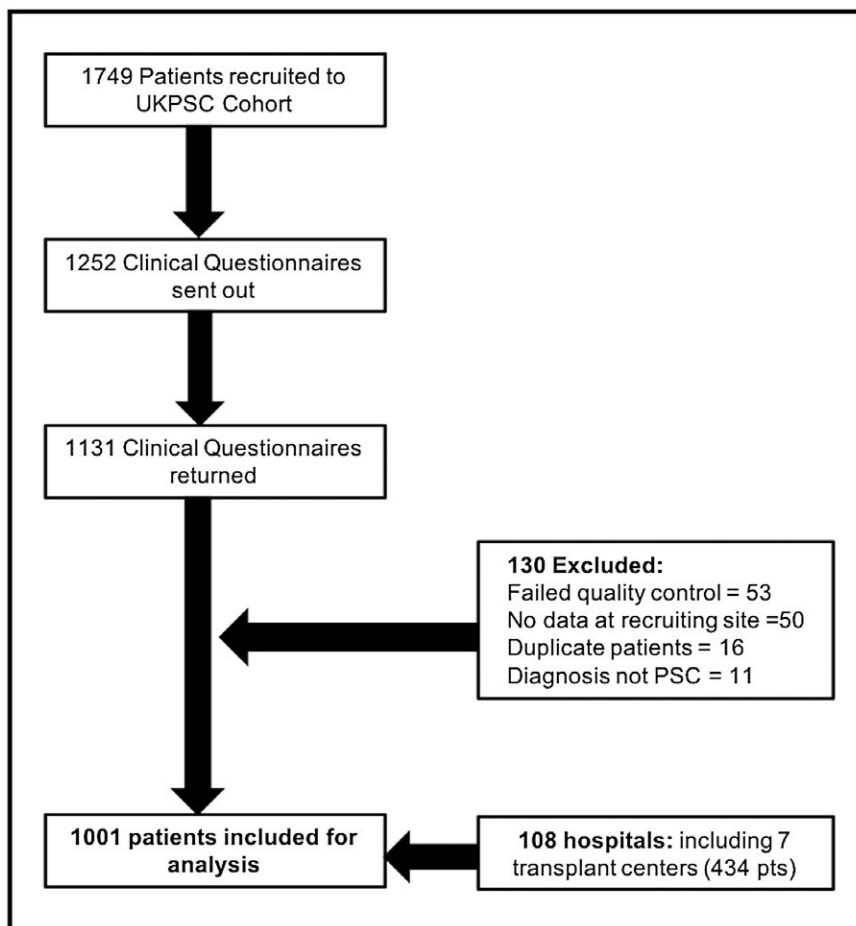 1749 Patients recruited to
UKPSC Cohort
1252 Clinical Questionnaires
sent out
1131 Clinical Questionnaires
returned
130 Excluded:
Failed quality control = 53
No data at recruiting site =50
Duplicate patients = 16
Diagnosis not PSC = 11
1001 patients included for
analysis
108 hospitals: including 7
transplant centers (434 pts)